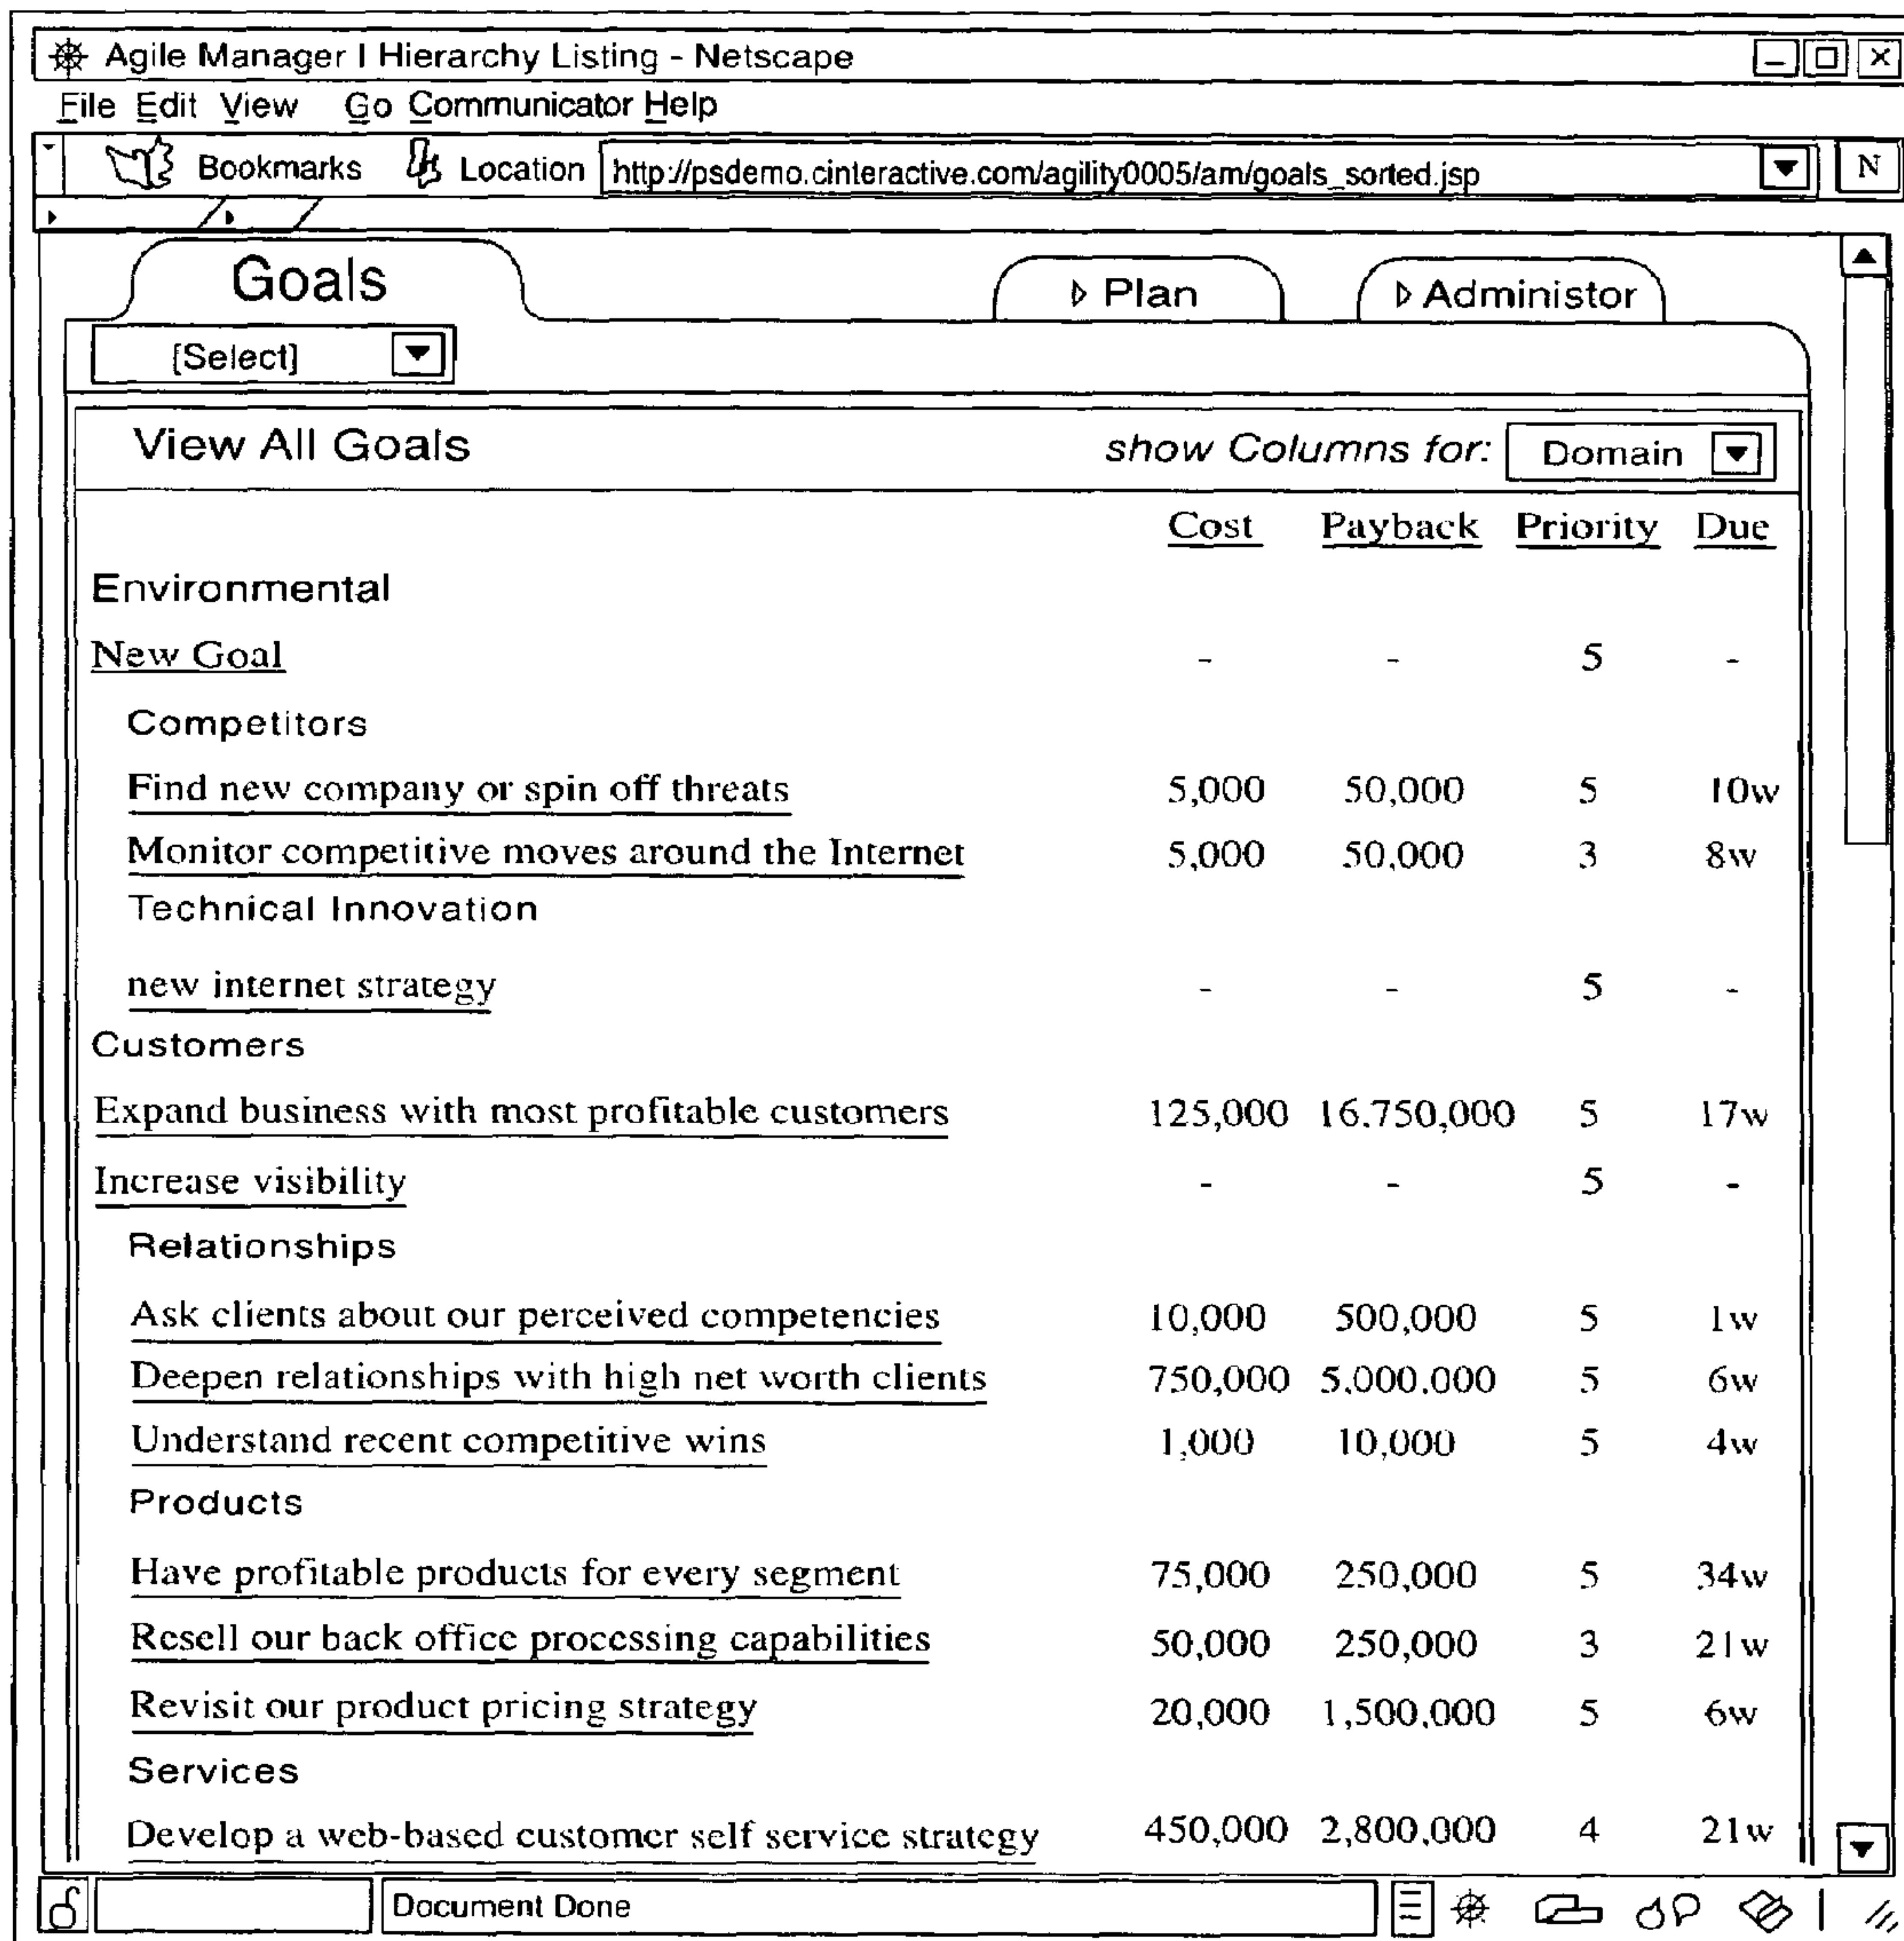 Agile Manager | Hierarchy Listing - Netscape
File Edit View Go Communicator Help
Bookmarks Location http://psdemo.cinteractive.com/agility0005/am/goals_sorted.jsp N
Goals Plan Administor
[Select]
View All Goals show Columns for: Domain
Cost Payback Priority Due
Environmental
New Goal - - 5 -
Competitors
Find new company or spin off threats 5,000 50,000 5 10w
Monitor competitive moves around the Internet 5,000 50,000 3 8w
Technical Innovation
new internet strategy - - 5 -
Customers
Expand business with most profitable customers 125,000 16.750,000 5 17w
Increase visibility - - 5 -
Relationships
Ask clients about our perceived competencies 10,000 500,000 5 1w
Deepen relationships with high net worth clients 750,000 5,000.000 5 6w
Understand recent competitive wins 1,000 10,000 5 4w
Products
Have profitable products for every segment 75,000 250,000 5 34w
Resell our back office processing capabilities 50,000 250,000 3 21w
Revisit our product pricing strategy 20,000 1,500,000 5 6w
Services
Develop a web-based customer self service strategy 450,000 2,800,000 4 21w
Document Done